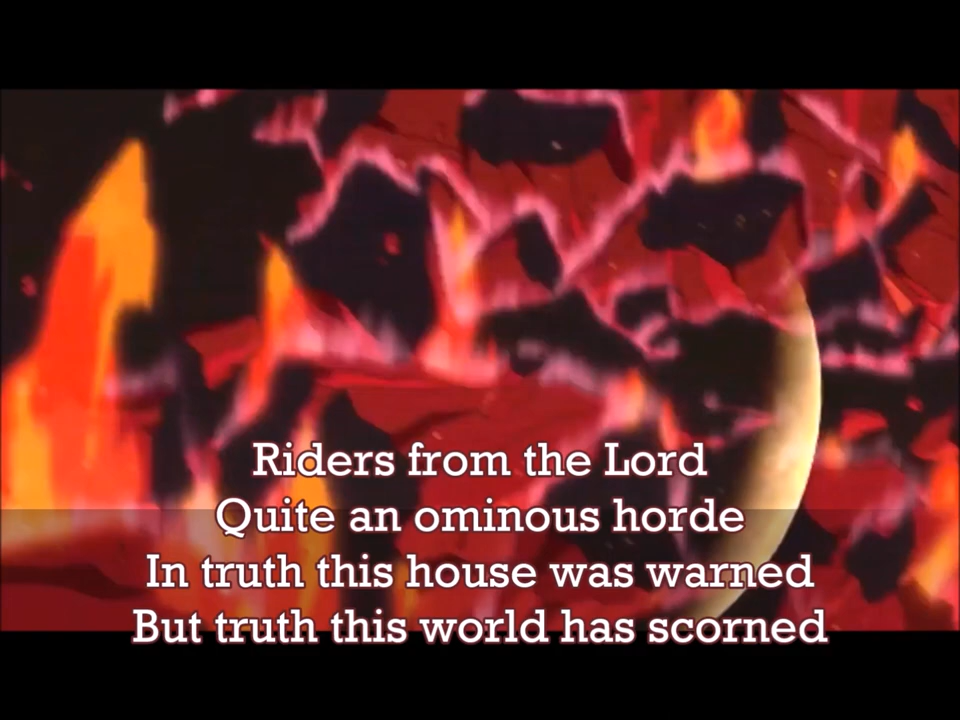 Riders from the Lord
Quite an ominous horde
In truth this house was warned
But truth this world has scorned